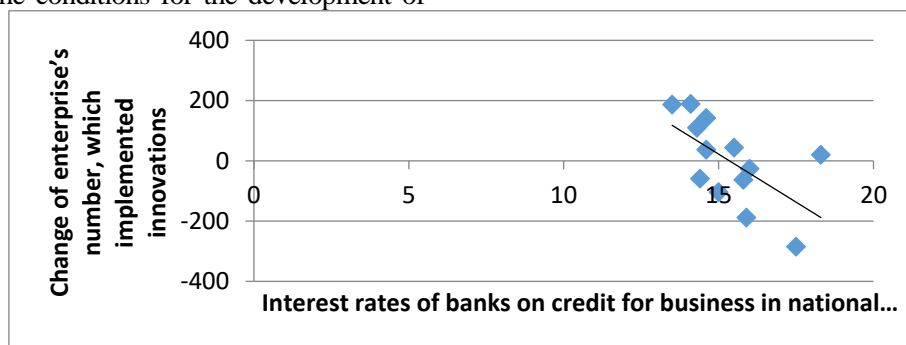 ne conditions for the development of
400
200
0
-200
-400
0
5
10
15
20
Change of enterprise's
number, which
implemented
innovations
Interest rates of banks on credit for business in national…